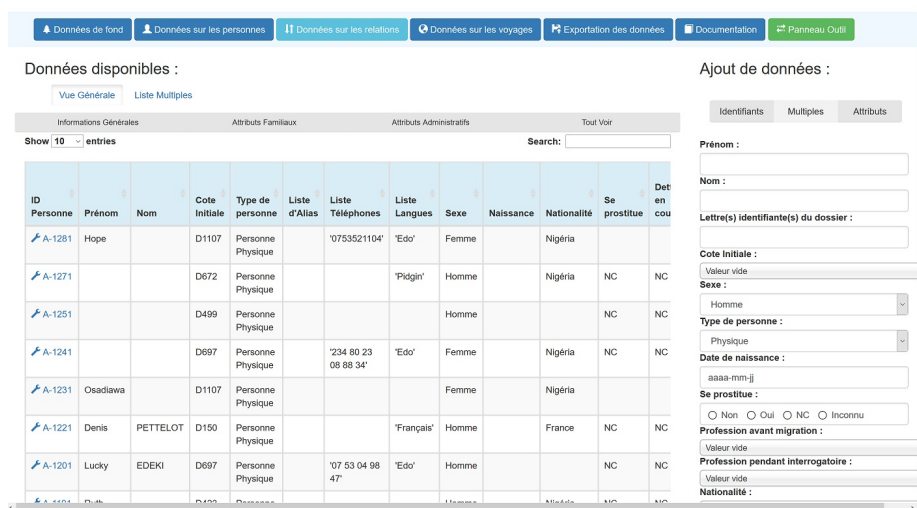 Données de fond Données sur les personnes Données sur les relations Données sur les voyages Exportation des données Documentation Panneau Outil
Données disponibles :
Vue Générale Liste Multiples
Informations Générales Attributs Familiaux Attributs Administratifs Tout Voir
Show 10 entries Search:
ID Personne Prénom Nom Cote Initiale Type de personne Liste d'Alias Liste Téléphones Liste Langues Sexe Naissance Nationalité Se prostitue Dett en cou
A-1281 Hope D1107 Personne Physique '0753521104' 'Edo' Femme Nigéria
A-1271 D672 Personne Physique 'Pidgin' Homme Nigéria NC NC
A-1251 D499 Personne Physique Homme NC NC
A-1241 D697 Personne Physique '234 80 23 08 88 34' 'Edo' Femme Nigéria NC NC
A-1231 Osadiawa D1107 Personne Physique Femme Nigéria
A-1221 Denis PETTELOT D150 Personne Physique 'Français' Homme France NC NC
A-1201 Lucky EDEKI D697 Personne Physique '07 53 04 98 47' 'Edo' Homme NC NC
Ajout de données :
Identifiants Multiples Attributs
Prénom :
Nom :
Lettre(s) identifiante(s) du dossier :
Cote Initiale :
Valeur vide
Sexe :
Homme
Type de personne :
Physique
Date de naissance :
aaaa-mm-jj
Se prostitue :
Non Oui NC Inconnu
Profession avant migration :
Valeur vide
Profession pendant interrogatoire :
Valeur vide
Nationalité :